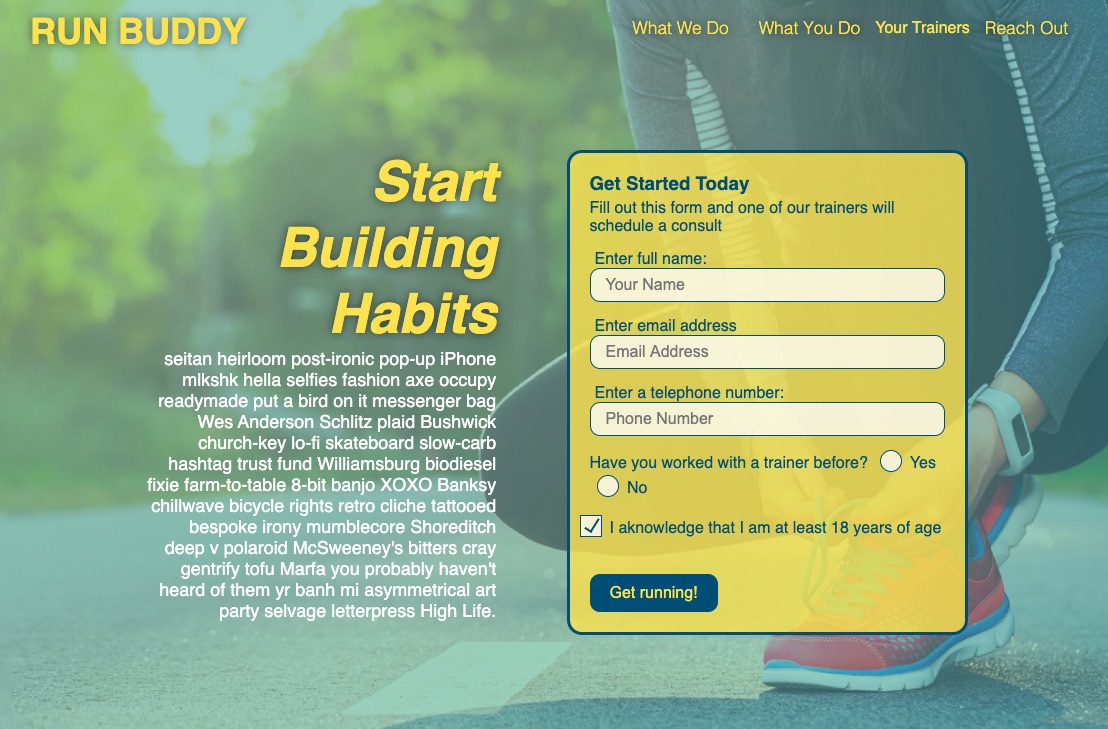 RUN BUDDY
What We Do What You Do Your Trainers Reach Out
Start
Building
Habits
seitan heirloom post-ironic pop-up iPhone
mlkshk hella selfies fashion axe occupy
readymade put a bird on it messenger bag
Wes Anderson Schlitz plaid Bushwick
church-key lo-fi skateboard slow-carb
hashtag trust fund Williamsburg biodiesel
fixie farm-to-table 8-bit banjo XOXO Banksy
chillwave bicycle rights retro cliche tattooed
bespoke irony mumblecore Shoreditch
deep v polaroid McSweeney's bitters cray
gentrify tofu Marfa you probably haven't
heard of them yr banh mi asymmetrical art
party selvage letterpress High Life.
Get Started Today
Fill out this form and one of our trainers will
schedule a consult
Enter full name:
Your Name
Enter email address
Email Address
Enter a telephone number:
Phone Number
Have you worked with a trainer before? Yes
No
I aknowledge that I am at least 18 years of age
Get running!